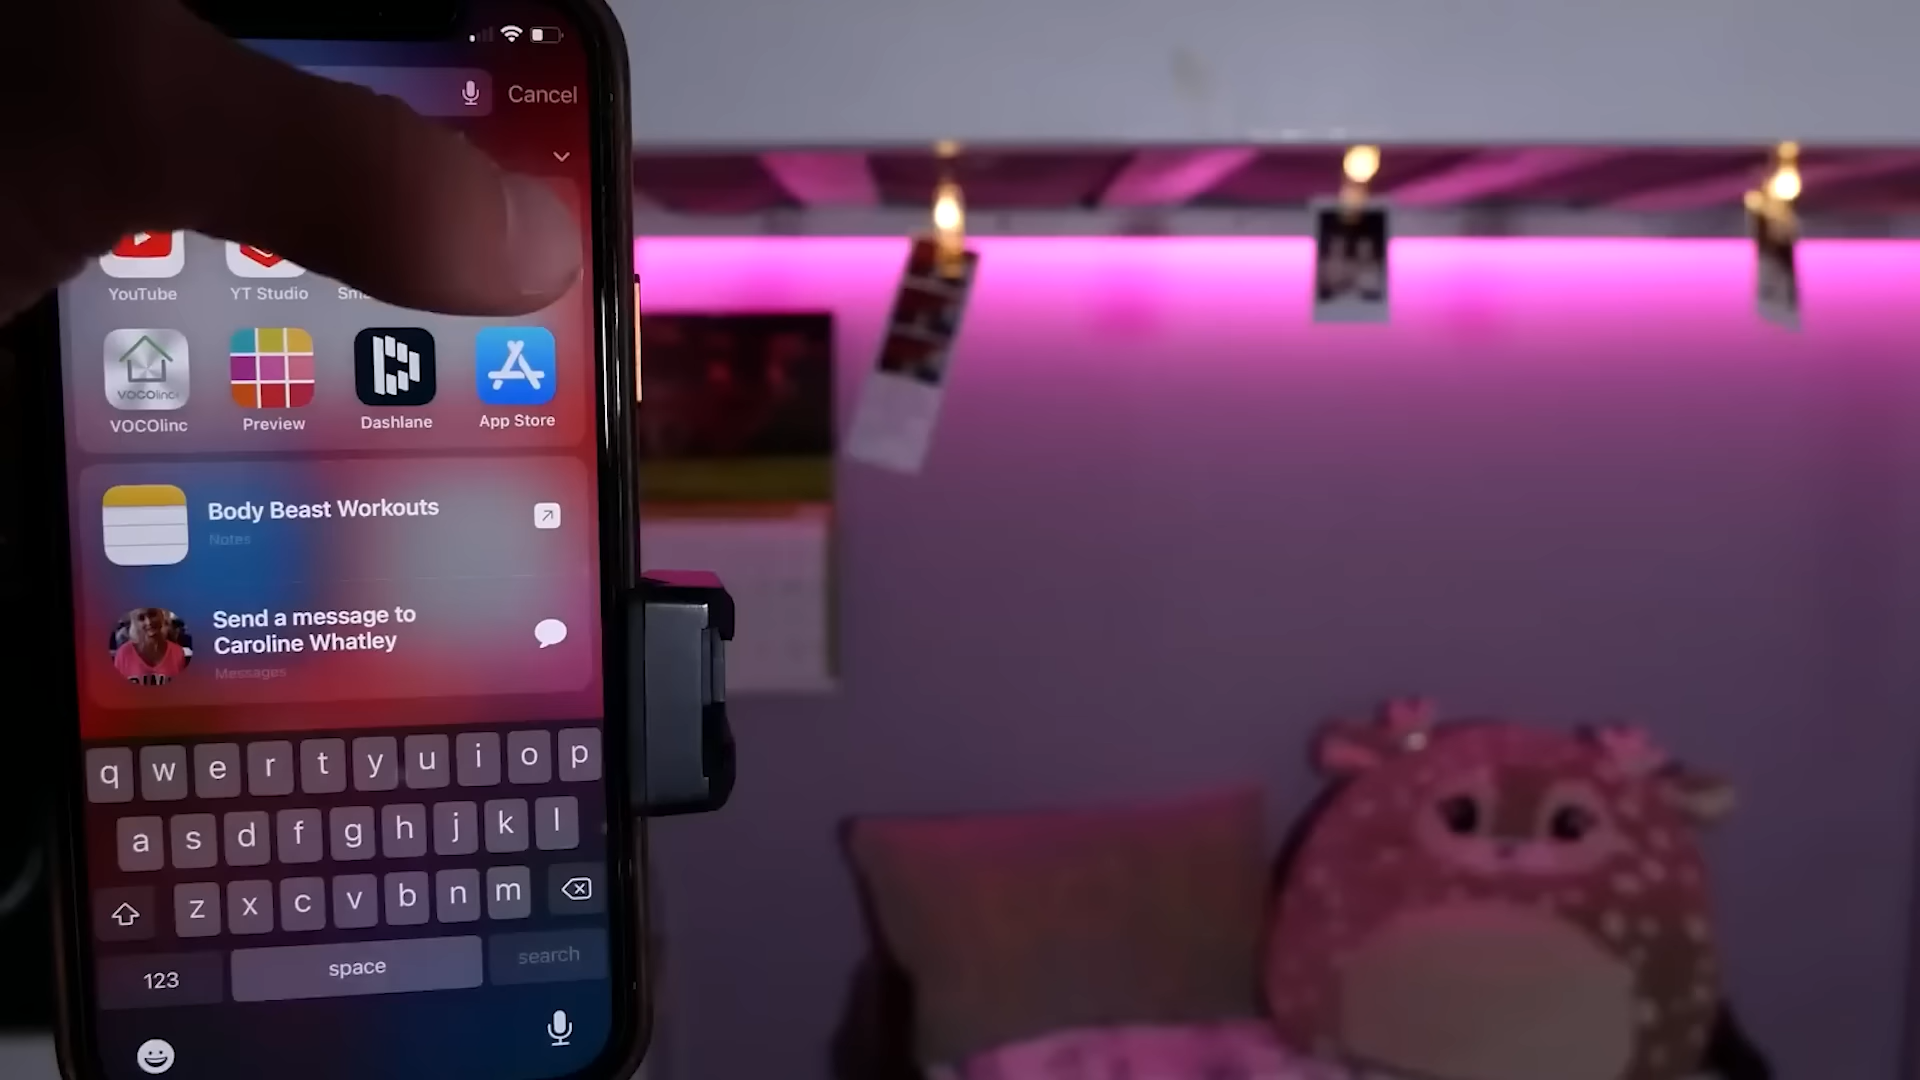 Cancel
YouTube
YT Studio
VOCOlinc
VOCOlinc
Preview
Dashlane
App Store
Body Beast Workouts
Notes
Send a message to
Caroline Whatley
Messages
q w e r t y u i o p
a s d f g h j k l
z x c v b n m
123
space
search